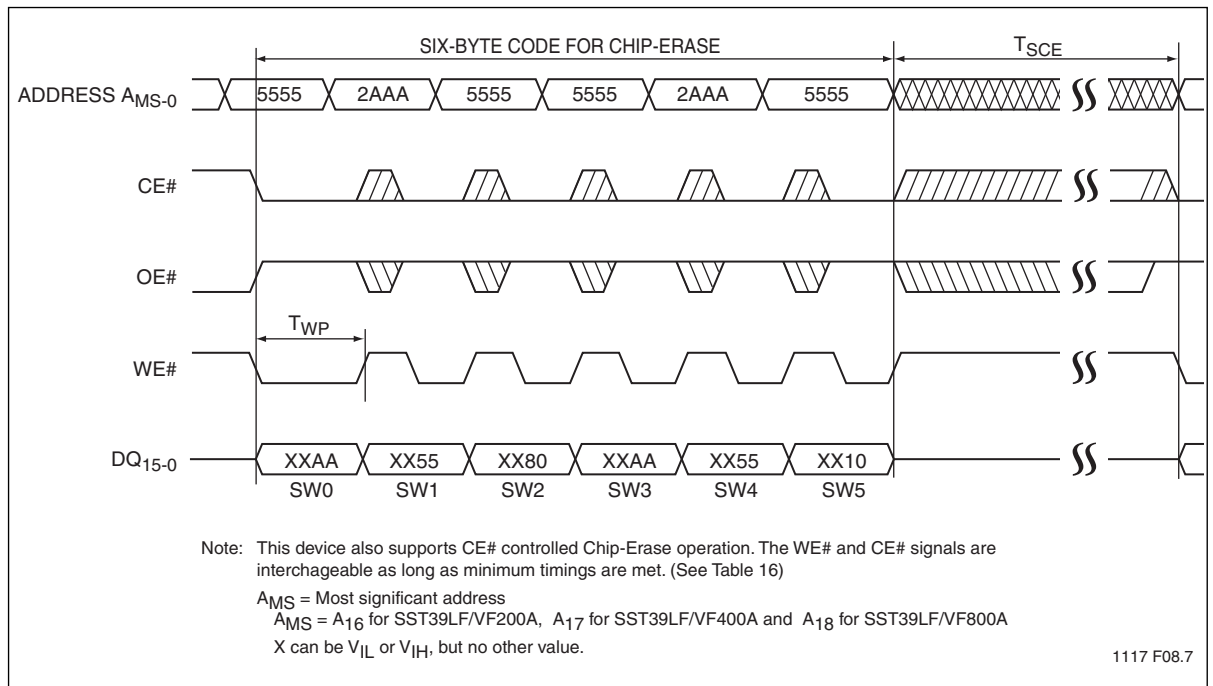 SIX-BYTE CODE FOR CHIP-ERASE TSCE
ADDRESS AMS-0 5555 2AAA 5555 5555 2AAA 5555
CE#
OE#
TWP
WE#
DQ15-0 XXAA XX55 XX80 XXAA XX55 XX10
SW0 SW1 SW2 SW3 SW4 SW5
Note: This device also supports CE# controlled Chip-Erase operation. The WE# and CE# signals are
interchageable as long as minimum timings are met. (See Table 16)
AMS = Most significant address
AMS = A16 for SST39LF/VF200A, A17 for SST39LF/VF400A and A18 for SST39LF/VF800A
X can be VIL or VIH, but no other value.
1117 F08.7